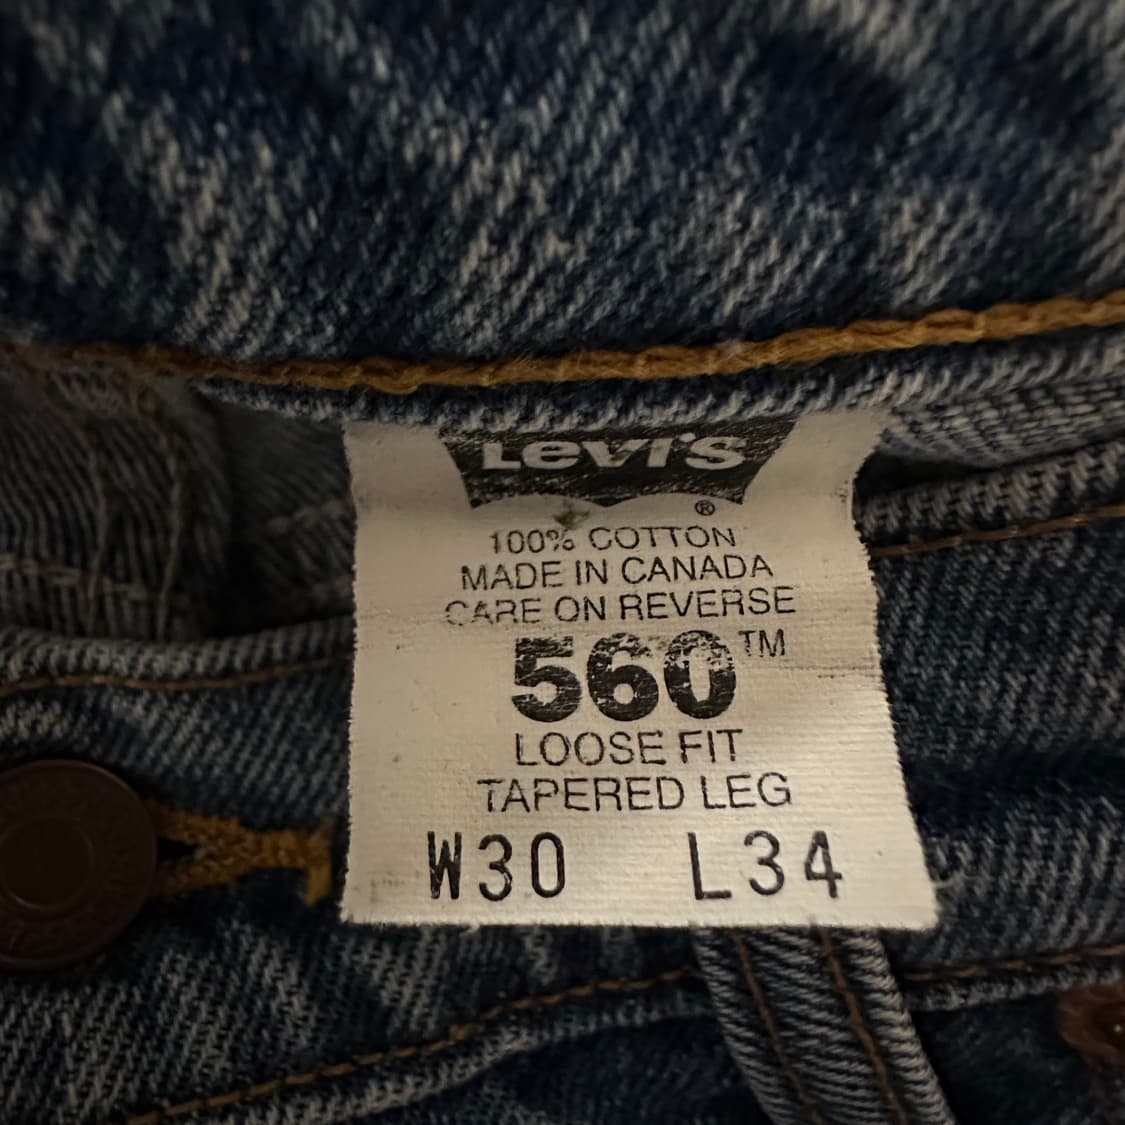 Levi's
®
100% COTTON
MADE IN CANADA
CARE ON REVERSE
560™
LOOSE FIT
TAPERED LEG
W30 L34